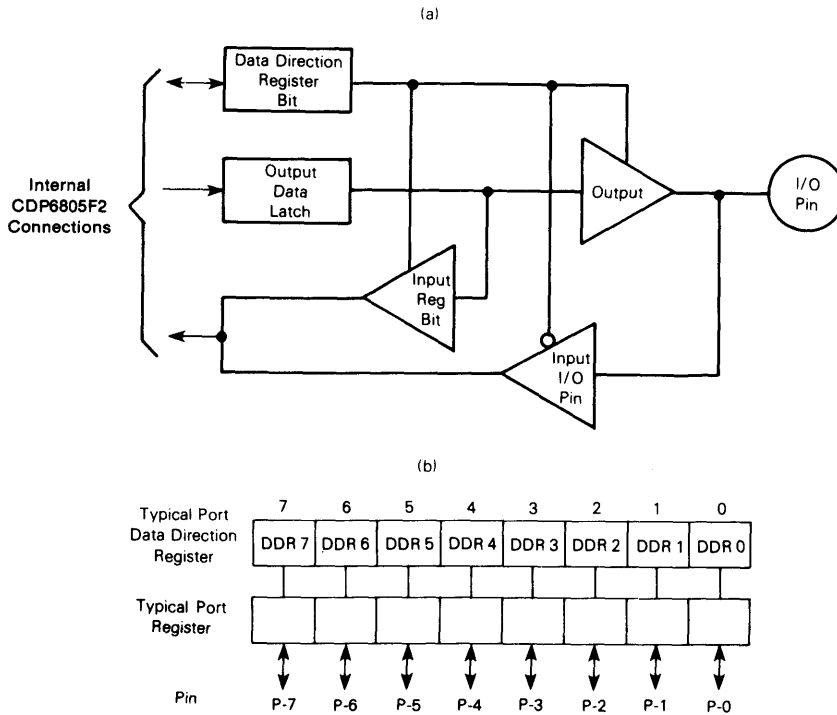 (a)
Data Direction
Register
Bit
Internal
CDP6805F2
Connections
Output
Data
Latch
Output
I/O
Pin
Input
Reg
Bit
Input
I/O
Pin
(b)
7 6 5 4 3 2 1 0
Typical Port
Data Direction
Register
DDR 7 DDR 6 DDR 5 DDR 4 DDR 3 DDR 2 DDR 1 DDR 0
Typical Port
Register
Pin P-7 P-6 P-5 P-4 P-3 P-2 P-1 P-0